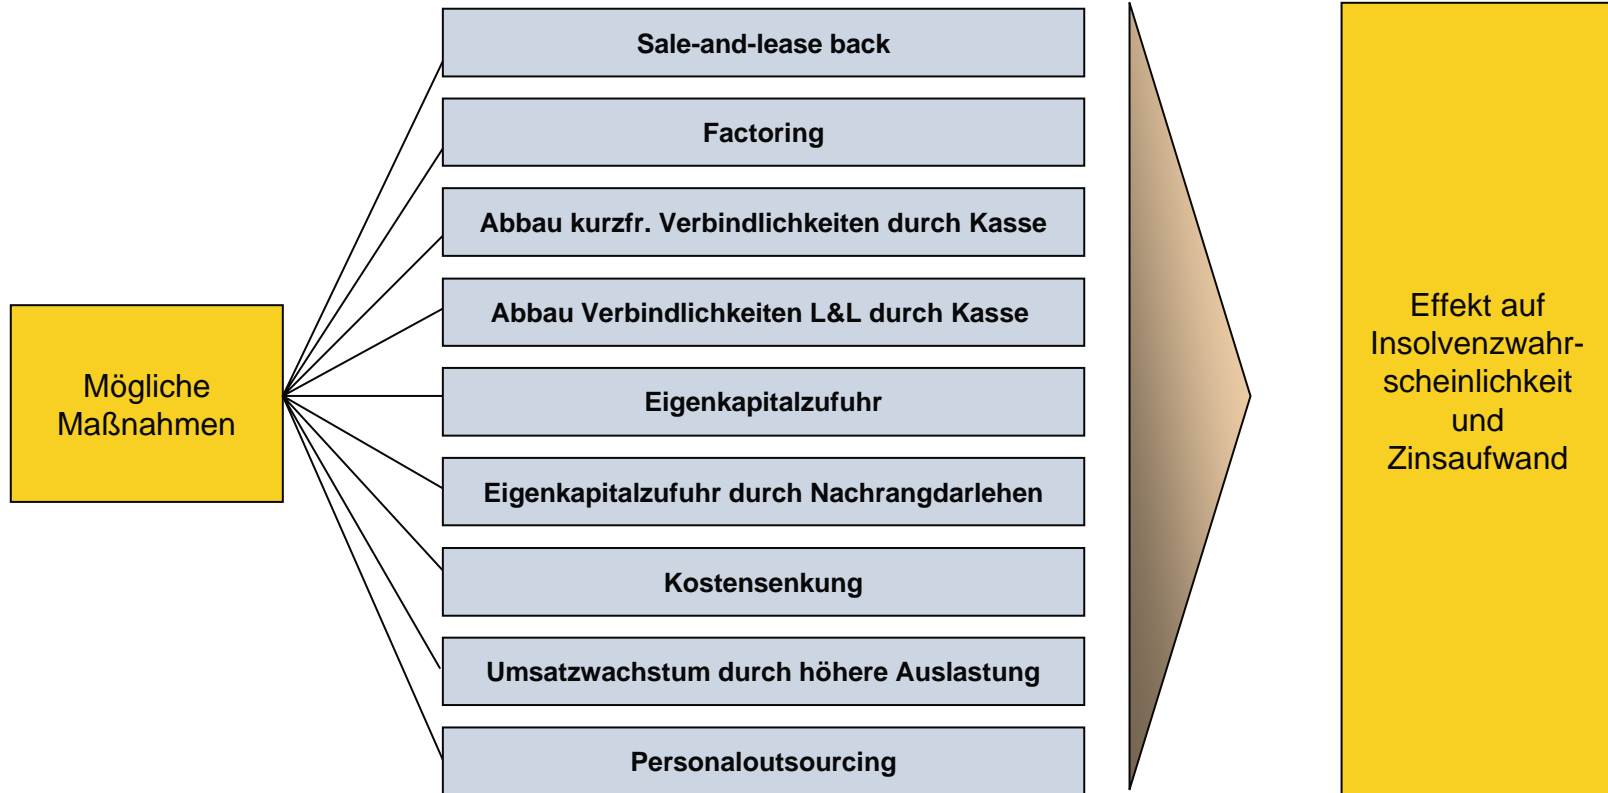 Mögliche
Maßnahmen
Sale-and-lease back
Factoring
Abbau kurzfr. Verbindlichkeiten durch Kasse
Abbau Verbindlichkeiten L&L durch Kasse
Eigenkapitalzufuhr
Eigenkapitalzufuhr durch Nachrangdarlehen
Kostensenkung
Umsatzwachstum durch höhere Auslastung
Personaloutsourcing
Effekt auf
Insolvenzwahr-
scheinlichkeit
und
Zinsaufwand